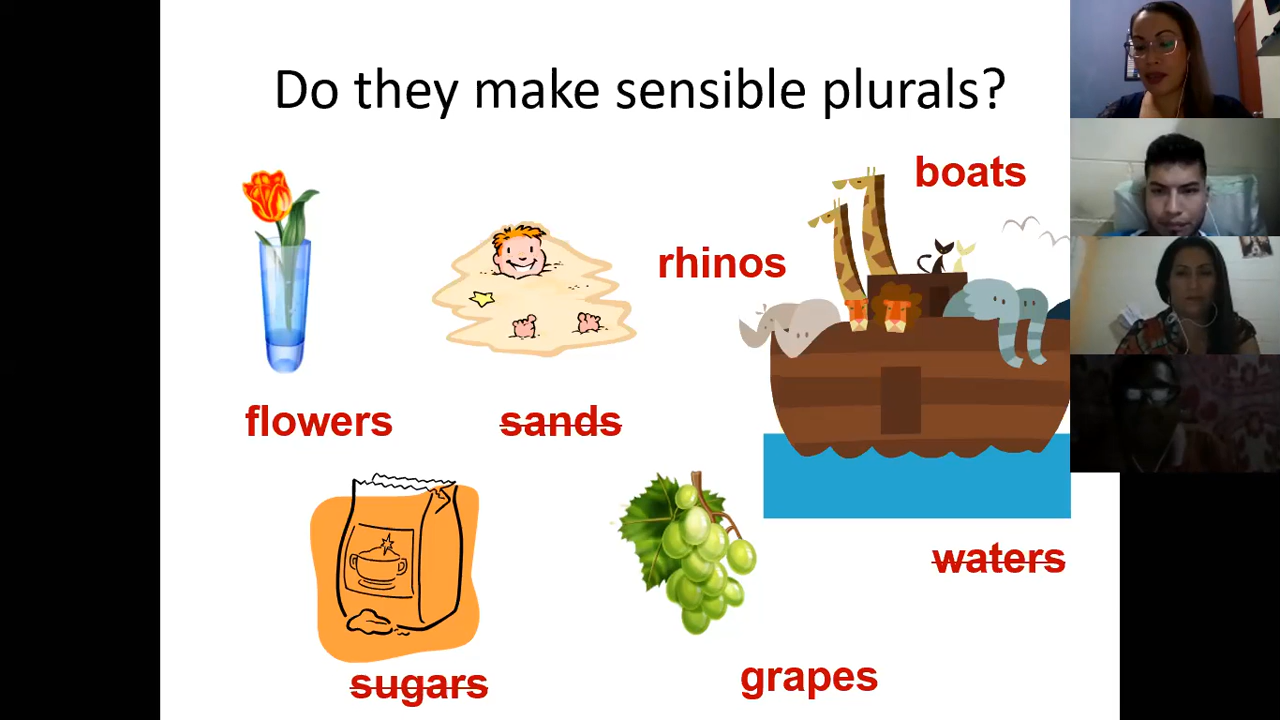 Do they make sensible plurals?
boats
rhinos
flowers
sands
waters
sugars
grapes